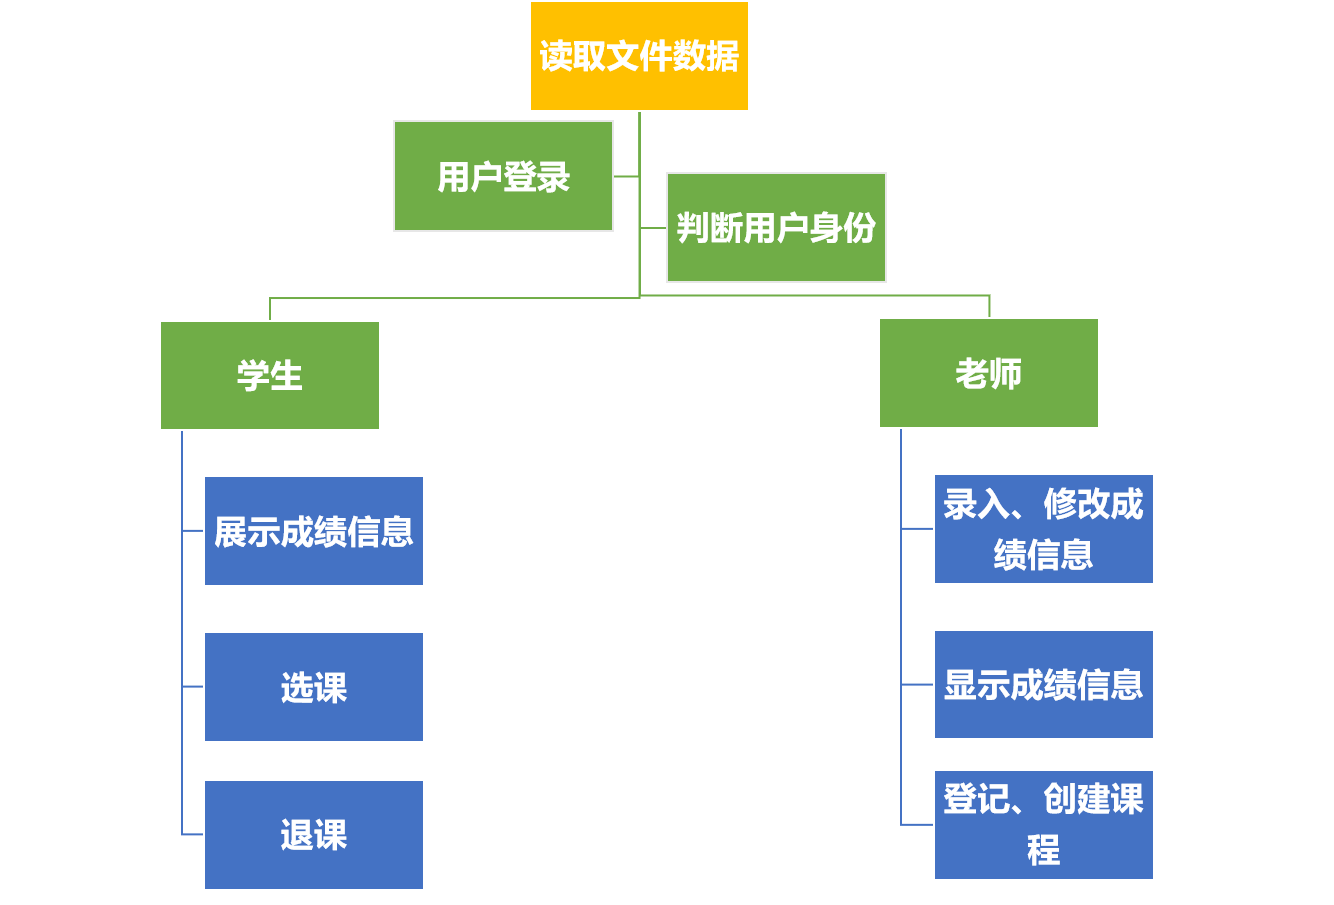 读取文件数据
用户登录
判断用户身份
学生
老师
展示成绩信息
选课
退课
录入、修改成
绩信息
显示成绩信息
登记、创建课
程